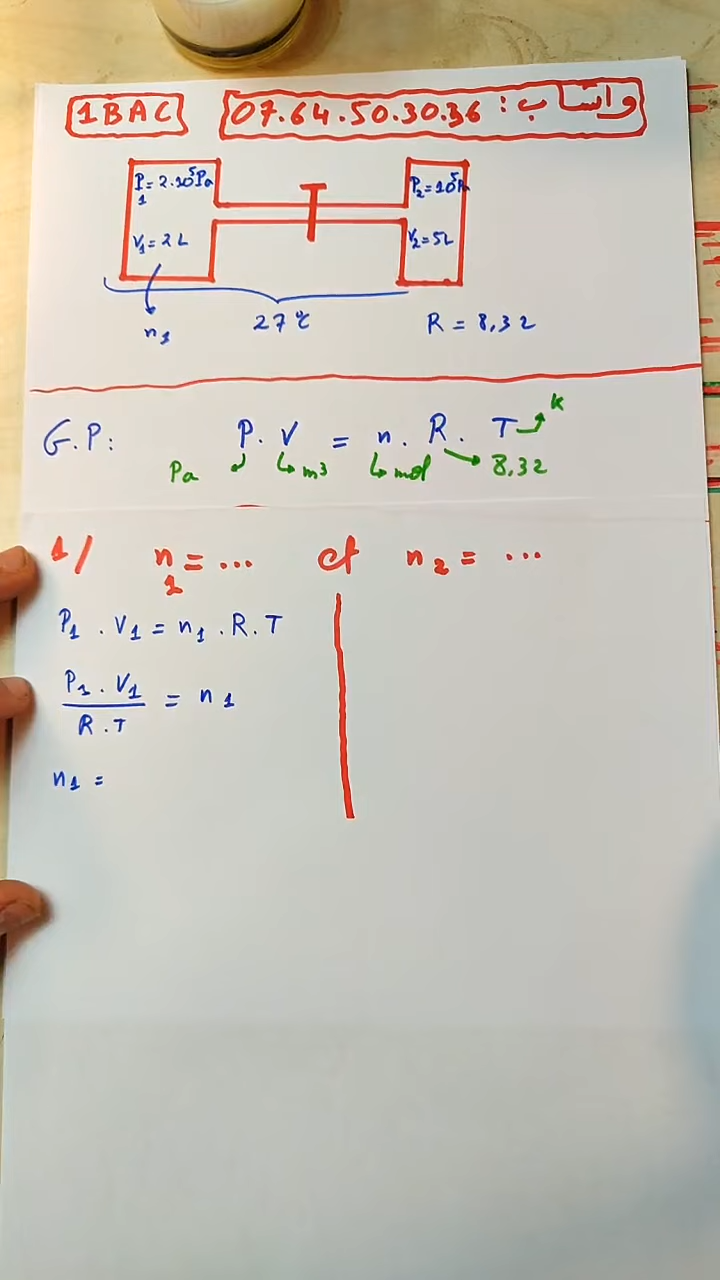 1BAC 07.64.50.30.36 : واتساب
P₁ = 2.10⁵Pa P₂ = 10⁵Pa
V₁ = 2L V₂ = 5L
n₁ 27°C R = 8,32
G.P: P. V = n. R. T → K
Pa m³ mol 8,32
1/ n₁ = ... et n₂ = ...
P₁ . V₁ = n₁ . R . T
P₁ . V₁ / R . T = n₁
n₁ =